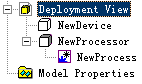 Deployment View
NewDevice
NewProcessor
NewProcess
Model Properties